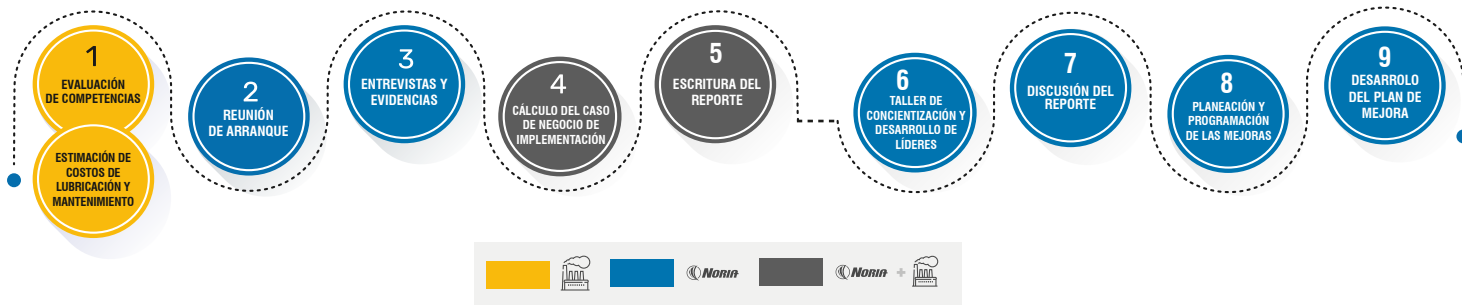 1
EVALUACIÓN
DE COMPETENCIAS
ESTIMACIÓN DE
COSTOS DE
LUBRICACIÓN Y
MANTENIMIENTO
2
REUNIÓN
DE ARRANQUE
3
ENTREVISTAS Y
EVIDENCIAS
4
CÁLCULO DEL CASO
DE NEGOCIO DE
IMPLEMENTACIÓN
5
ESCRITURA DEL
REPORTE
6
TALLER DE
CONCIENTIZACIÓN Y
DESARROLLO DE
LÍDERES
7
DISCUSIÓN DEL
REPORTE
8
PLANEACIÓN Y
PROGRAMACIÓN
DE LAS MEJORAS
9
DESARROLO
DEL PLAN DE
MEJORA
NORIA
NORIA +